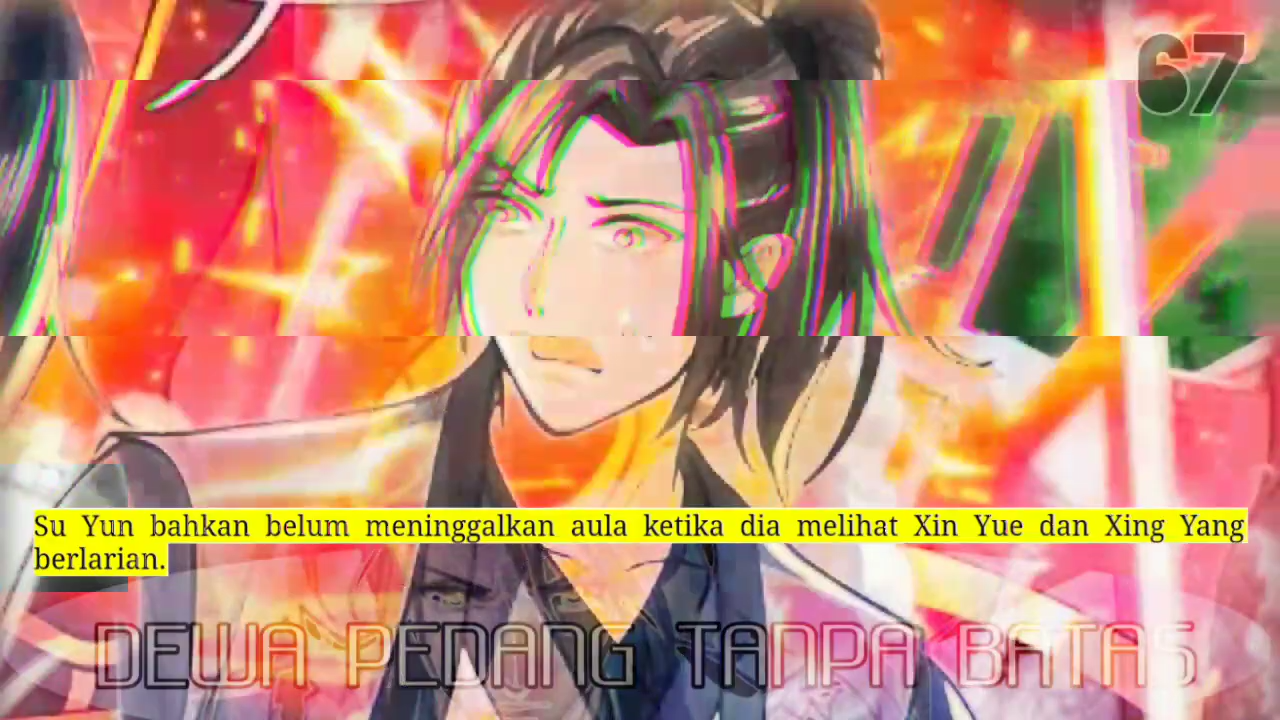 67
Su Yun bahkan belum meninggalkan aula ketika dia melihat Xin Yue dan Xing Yang
berlarian.
DEWA PEDANG TANPA BATAS